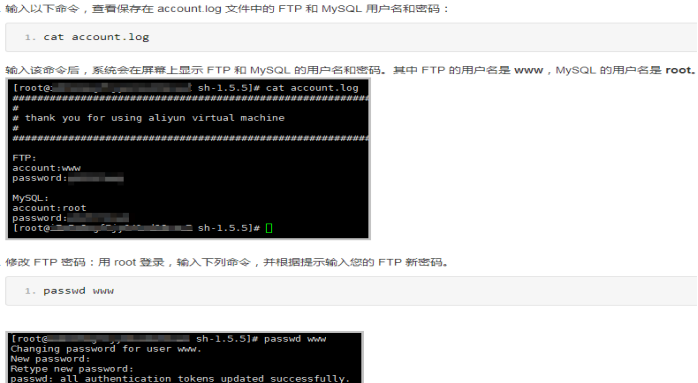 输入以下命令，查看保存在 account.log 文件中的 FTP 和 MySQL 用户名和密码：
1. cat account.log
输入该命令后，系统会在屏幕上显示 FTP 和 MySQL 的用户名和密码。其中 FTP 的用户名是 www，MySQL 的用户名是 root。
[root@ sh-1.5.5]# cat account.log
#######################################################
#
# thank you for using aliyun virtual machine
#
#######################################################
FTP:
account:www
password:
MySQL:
account:root
password:
[root@ sh-1.5.5]#
修改 FTP 密码：用 root 登录，输入下列命令，并根据提示输入您的 FTP 新密码。
1. passwd www
[root@ sh-1.5.5]# passwd www
Changing password for user www.
New password:
Retype new password:
passwd: all authentication tokens updated successfully.